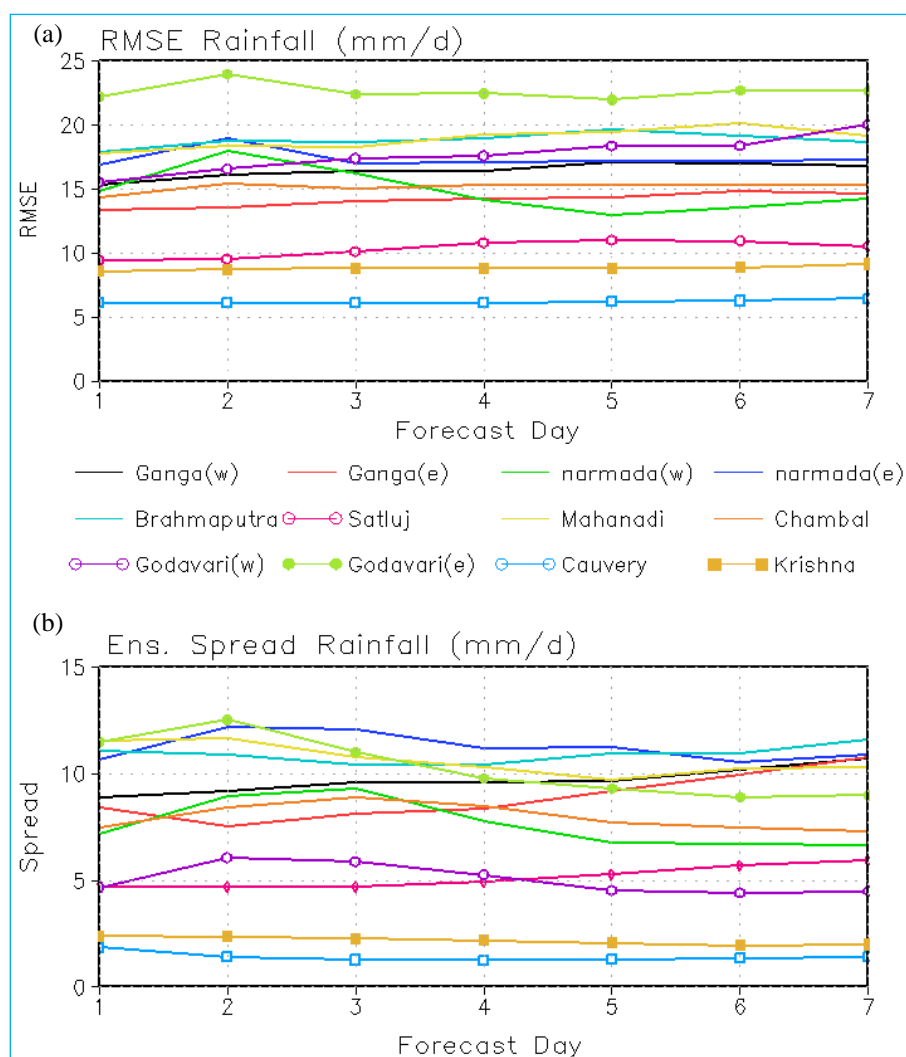 (a)
RMSE Rainfall (mm/d)
25
20
15
10
5
0
RMSE
1 2 3 4 5 6 7
Forecast Day
Ganga(w) Ganga(e) narmada(w) narmada(e)
Brahmaputra Satluj Mahanadi Chambal
Godavari(w) Godavari(e) Cauvery Krishna
(b)
Ens. Spread Rainfall (mm/d)
15
10
5
0
Spread
1 2 3 4 5 6 7
Forecast Day